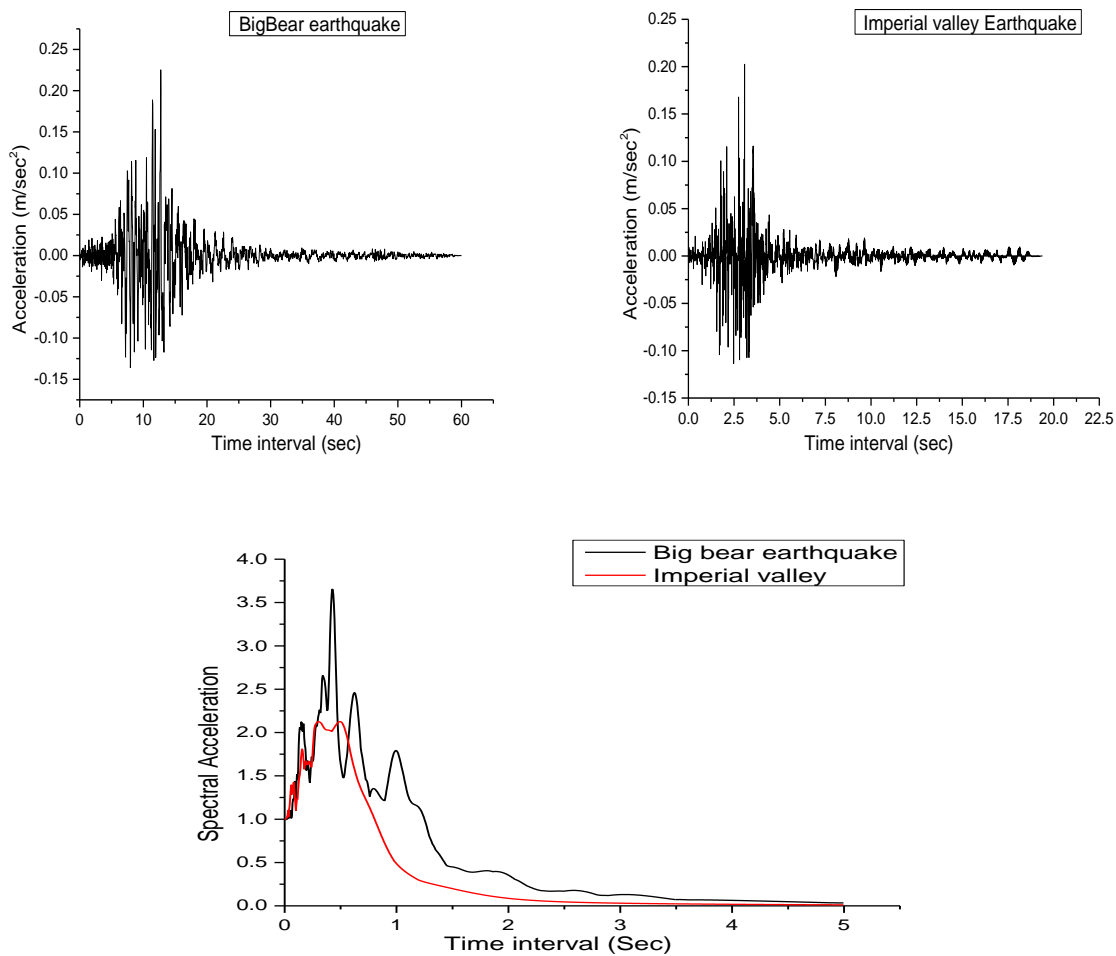 BigBear earthquake
0.25
0.20
0.15
0.10
0.05
0.00
-0.05
-0.10
-0.15
Acceleration (m/sec²)
0 10 20 30 40 50 60
Time interval (sec)
Imperial valley Earthquake
0.25
0.20
0.15
0.10
0.05
0.00
-0.05
-0.10
-0.15
Acceleration (m/sec²)
0.0 2.5 5.0 7.5 10.0 12.5 15.0 17.5 20.0 22.5
Time interval (sec)
Big bear earthquake
Imperial valley
4.0
3.5
3.0
2.5
2.0
1.5
1.0
0.5
0.0
Spectral Acceleration
0 1 2 3 4 5
Time interval (Sec)